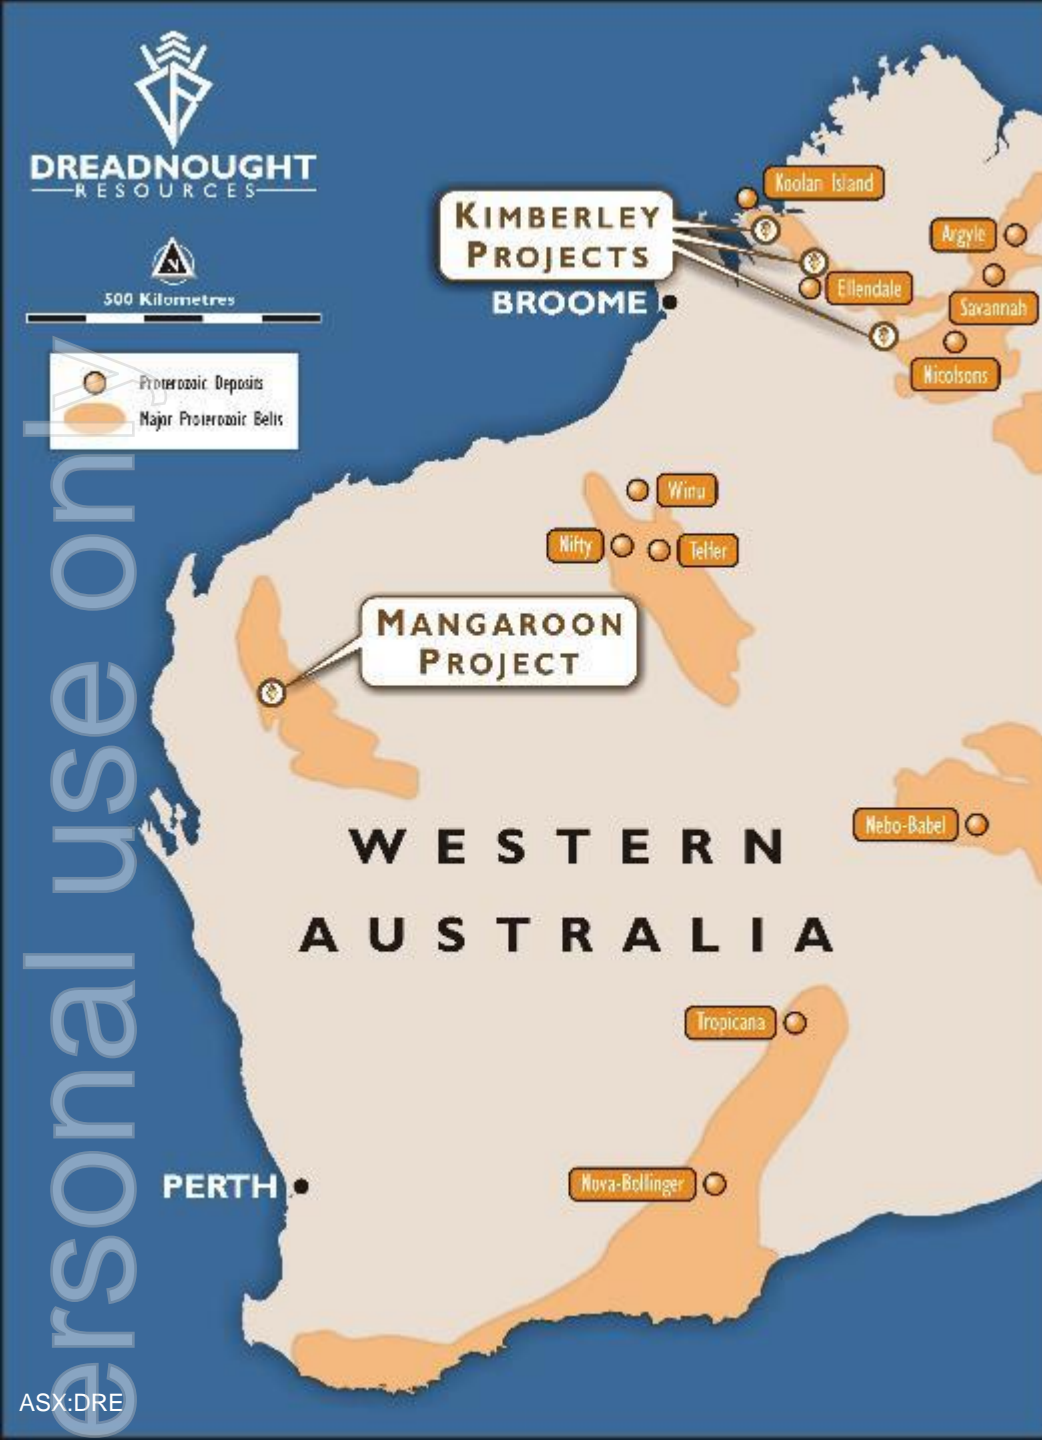 DREADNOUGHT
RESOURCES
N
500 Kilometres
Proterozoic Deposits
Major Proterozoic Belts
KIMBERLEY
PROJECTS
BROOME
Koolan Island
Argyle
Ellendale
Savannah
Nicolsons
Winu
Nifty
Telfer
MANGAROON
PROJECT
WESTERN
AUSTRALIA
Nebo-Babel
Tropicana
Nova-Bollinger
PERTH
ersonal use only
ASX:DRE